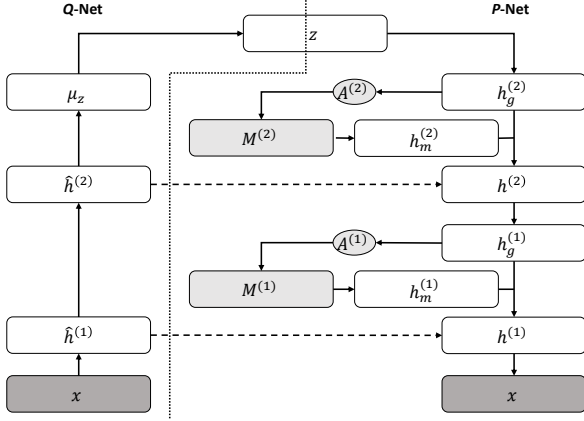 Q-Net P-Net
z
μ_z A^{(2)} h_g^{(2)}
M^{(2)} h_m^{(2)}
ĥ^{(2)} h^{(2)}
A^{(1)} h_g^{(1)}
M^{(1)} h_m^{(1)}
ĥ^{(1)} h^{(1)}
x x